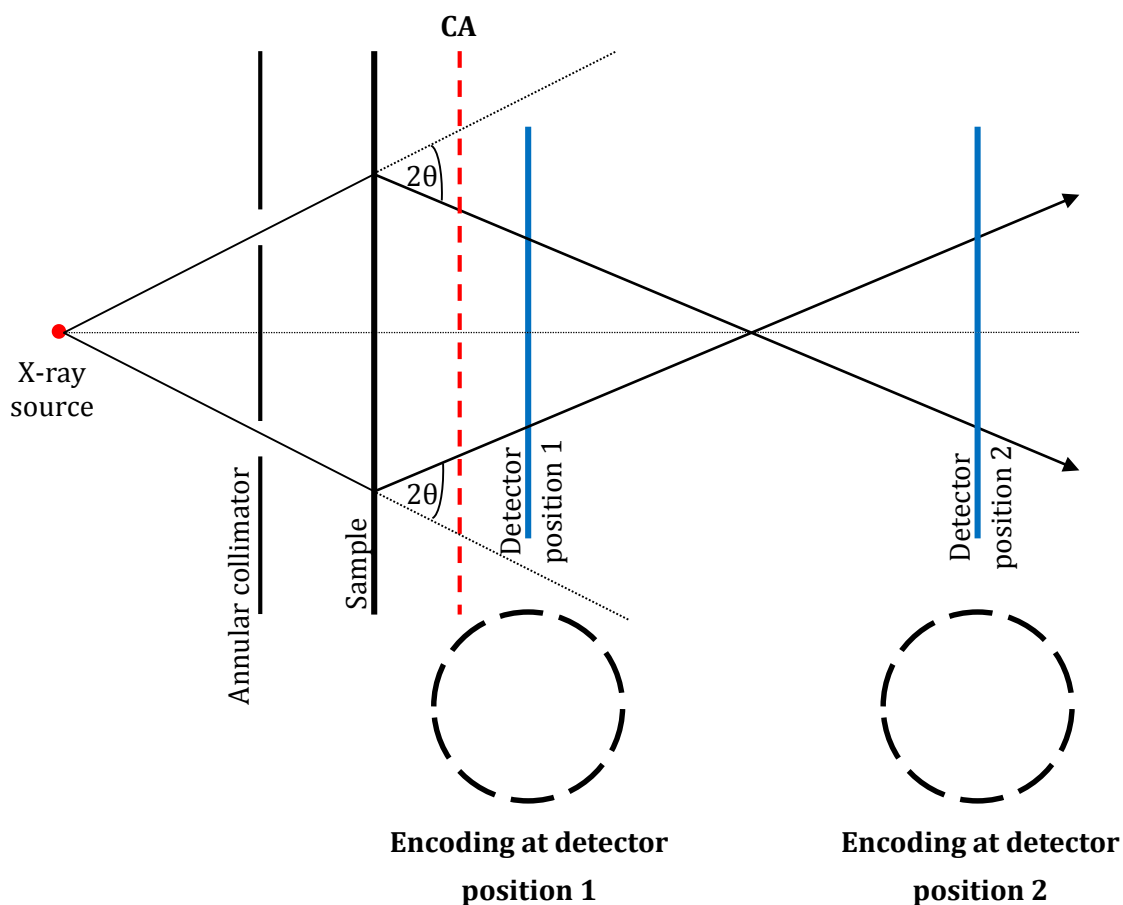 CA
2θ
X-ray
source
2θ
Annular collimator
Sample
Detector
position 1
Detector
position 2
Encoding at detector
position 1
Encoding at detector
position 2